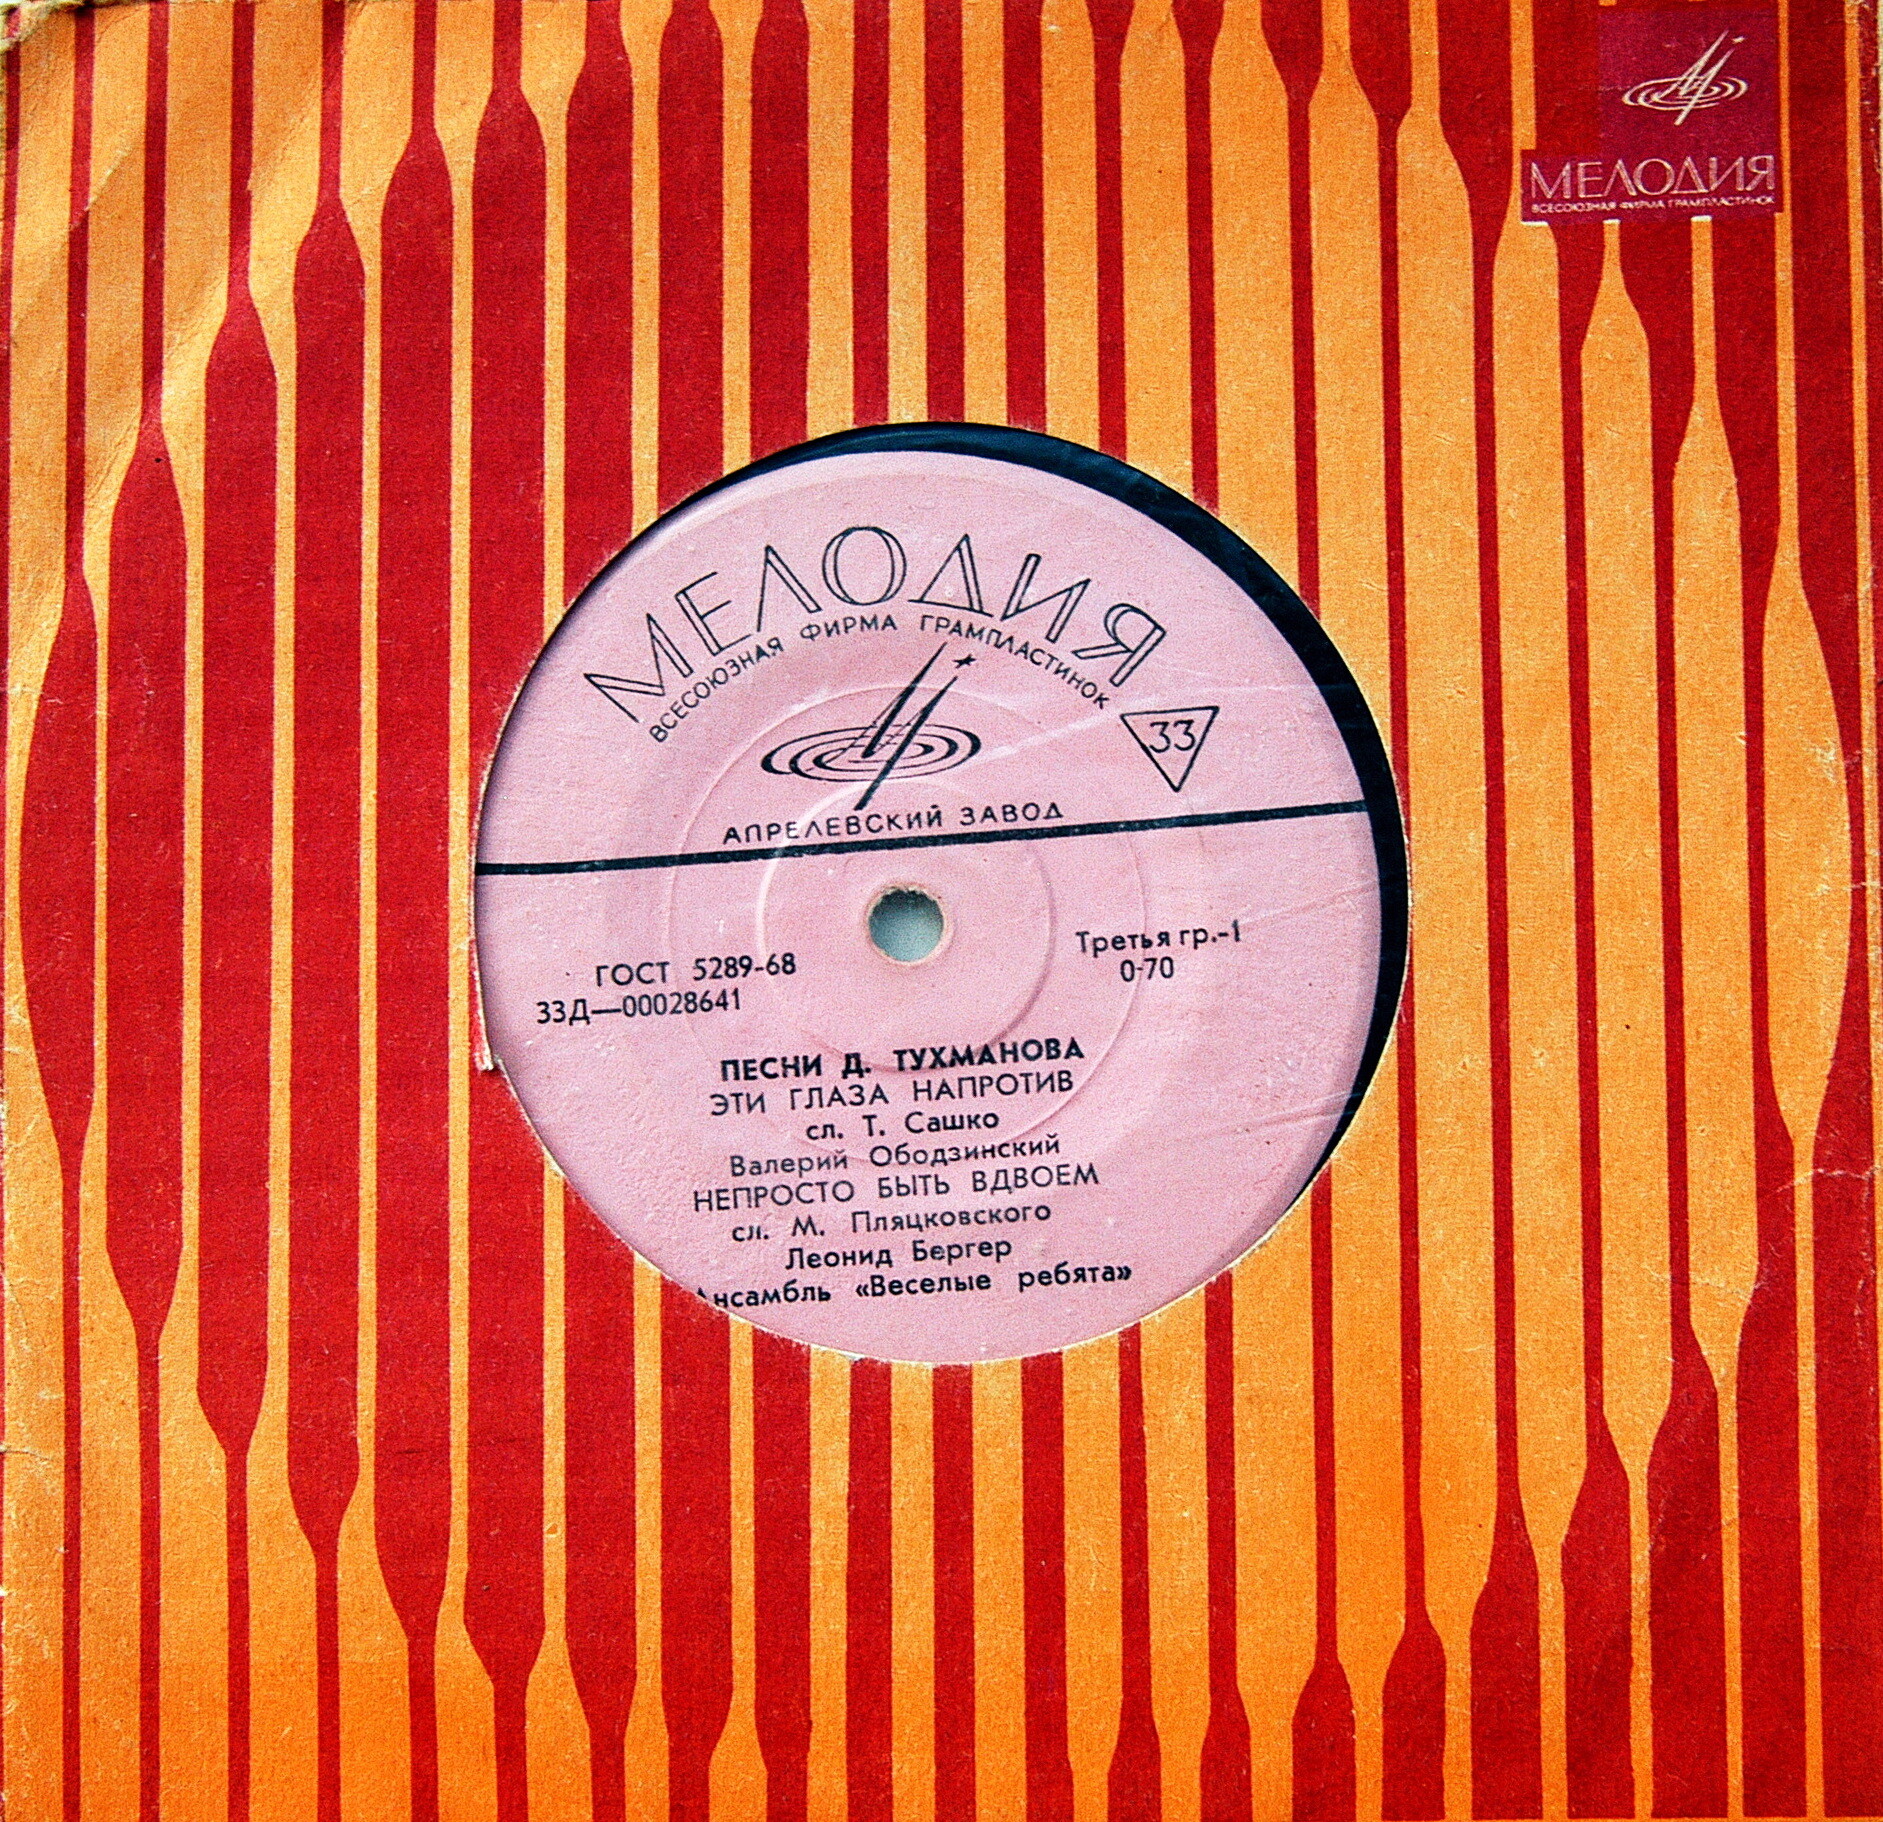 МЕЛОДИЯ
ВСЕСОЮЗНАЯ ФИРМА ГРАМПЛАСТИНОК
МЕЛОДИЯ
ВСЕСОЮЗНАЯ ФИРМА ГРАМПЛАСТИНОК
33
АПРЕЛЕВСКИЙ ЗАВОД
ГОСТ 5289-68
33Д—00028641
Третья гр.-1
0-70
ПЕСНИ Д. ТУХМАНОВА
ЭТИ ГЛАЗА НАПРОТИВ
сл. Т. Сашко
Валерий Ободзинский
НЕПРОСТО БЫТЬ ВДВОЕМ
сл. М. Пляцковского
Леонид Бергер
Ансамбль «Веселые ребята»